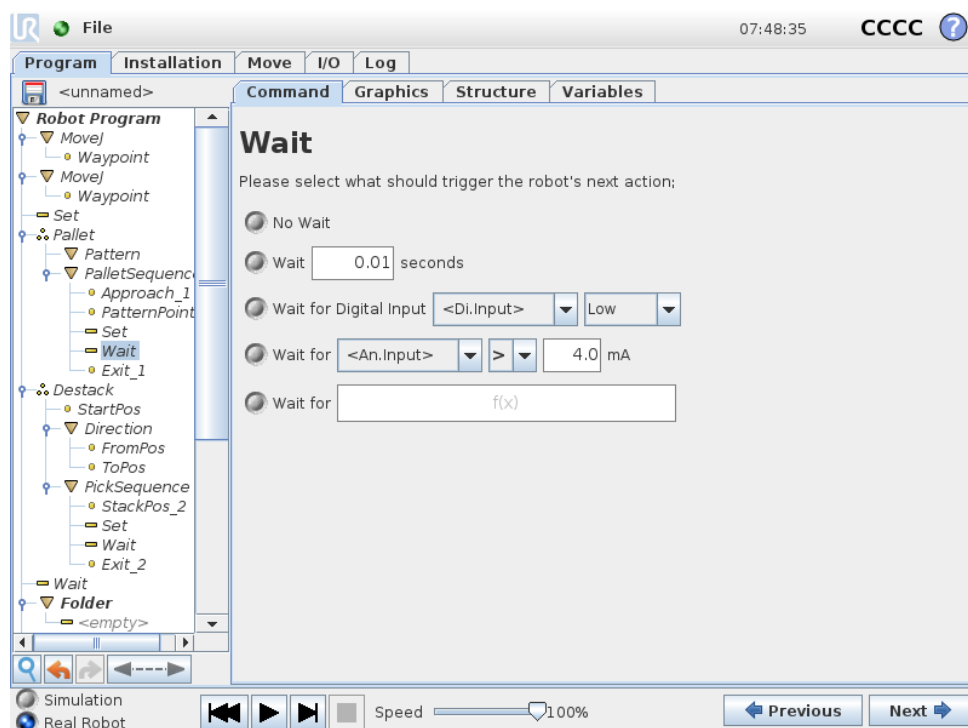 UR File 07:48:35 CCCC ?
Program Installation Move I/O Log
<unnamed>
Command Graphics Structure Variables
Robot Program
MoveJ
Waypoint
MoveJ
Waypoint
Set
Pallet
Pattern
PalletSequenc
Approach_1
PatternPoint
Set
Wait
Exit_1
Destack
StartPos
Direction
FromPos
ToPos
PickSequence
StackPos_2
Set
Wait
Exit_2
Wait
Folder
<empty>
Wait
Please select what should trigger the robot's next action;
No Wait
Wait 0.01 seconds
Wait for Digital Input <Di.Input> Low
Wait for <An.Input> > 4.0 mA
Wait for f(x)
Simulation
Real Robot
Speed 100%
Previous Next